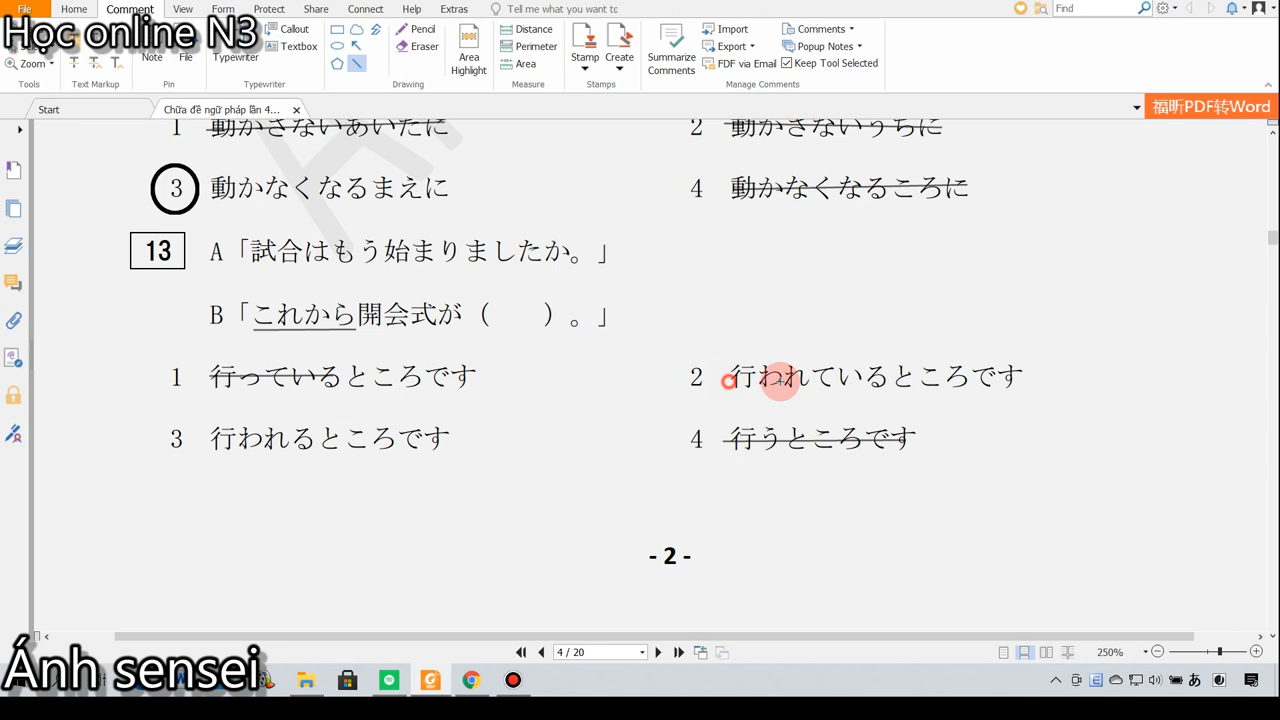 File Home Comment View Form Protect Share Connect Help Extras Tell me what you want to Find
Học online N3
Callout Pencil Distance Import Comments
Textbox Eraser Perimeter Export Popup Notes
Zoom Note File Typewriter Area Highlight Area Stamp Create Summarize Comments FDF via Email Keep Tool Selected
Tools Text Markup Pin Typewriter Drawing Measure Stamps Manage Comments
Start Chữa đề ngữ pháp lần 4... 福昕PDF转Word
1 動かさないあいだに 2 動かさないうちに
3 動かなくなるまえに 4 動かなくなるころに
13 A「試合はもう始まりましたか。」
B「これから開会式が（ ）。」
1 行っているところです 2 行われているところです
3 行われるところです 4 行うところです
- 2 -
4 / 20 250%
Ánh sensei あ